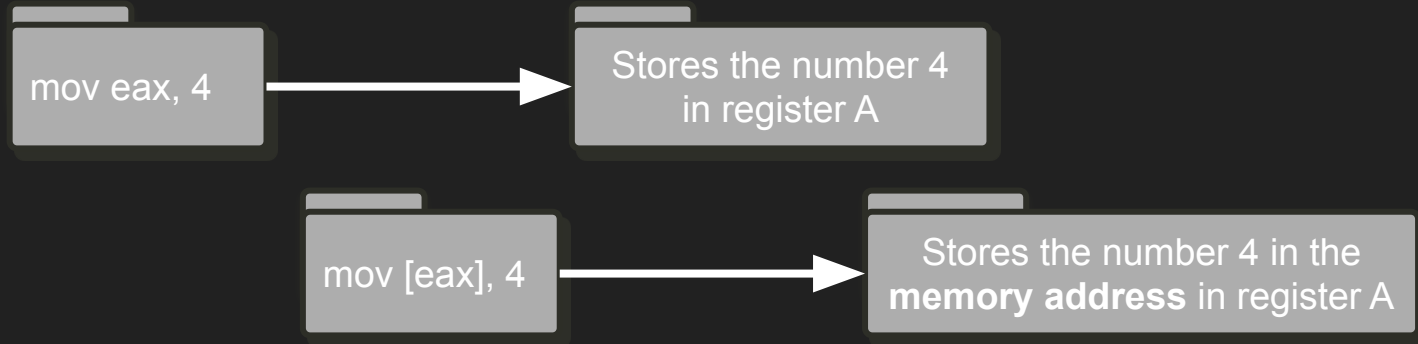 mov eax, 4
Stores the number 4
in register A
mov [eax], 4
Stores the number 4 in the
memory address in register A